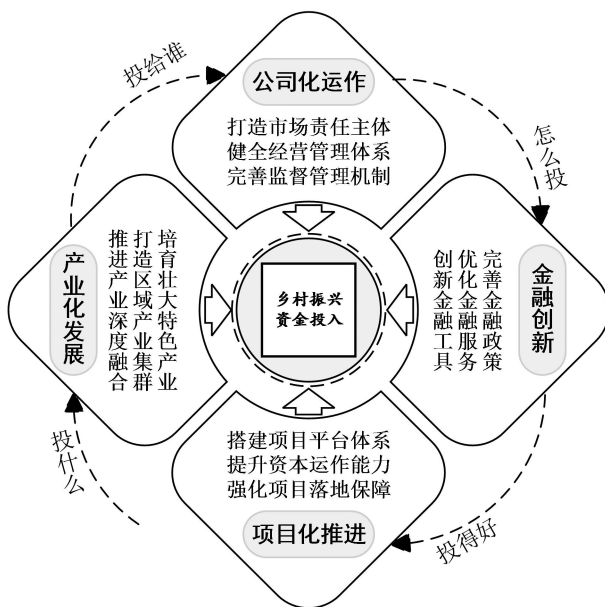 投给谁
公司化运作
打造市场责任主体
健全经营管理体系
完善监督管理机制
怎么投
产业化发展
培育壮大特色产业
打造区域产业集群
推进产业深度融合
乡村振兴
资金投入
完善金融政策
优化金融服务
创新金融工具
金融创新
投什么
搭建项目平台体系
提升资本运作能力
强化项目落地保障
项目化推进
投得好